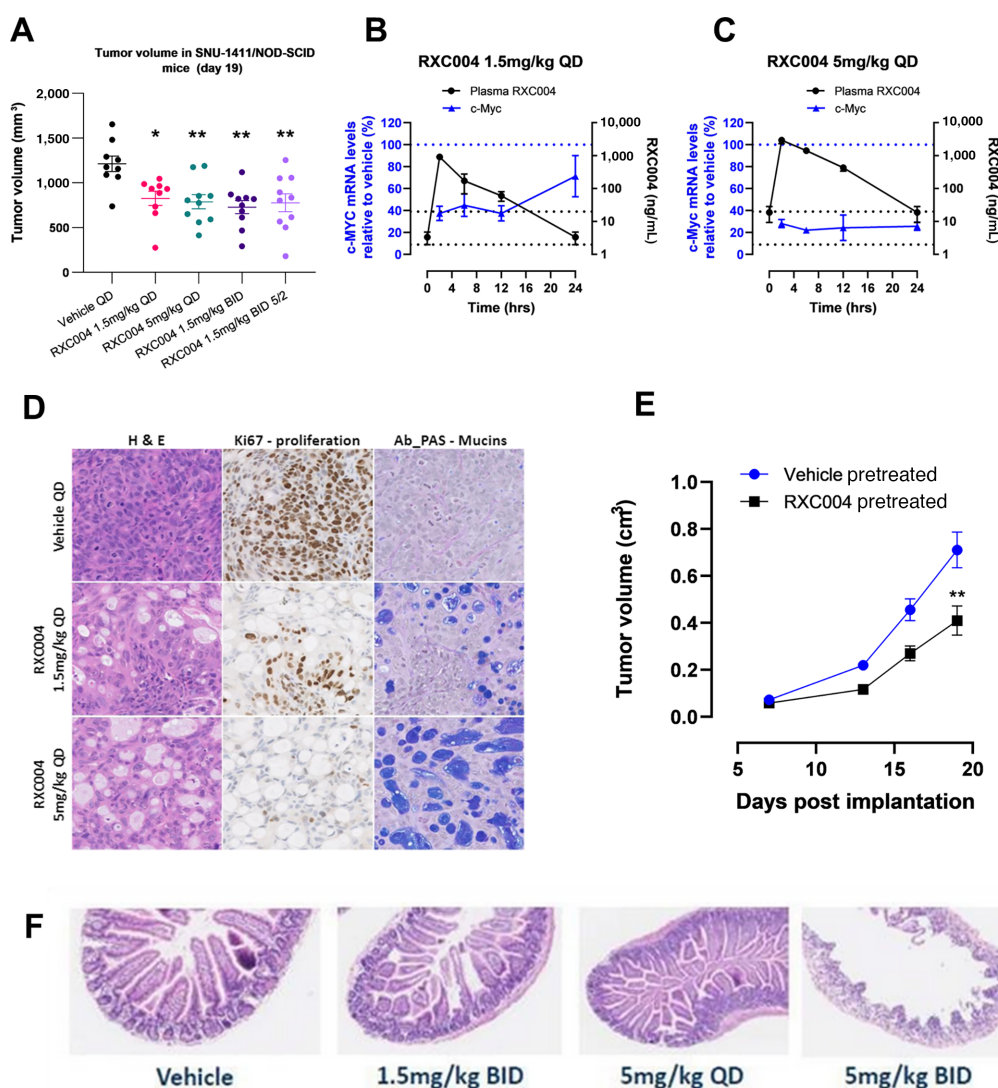 A
Tumor volume in SNU-1411/NOD-SCID
mice (day 19)
Tumor volume (mm³)
2,000
1,500
1,000
500
0
*
**
**
**
Vehicle QD
RXC004 1.5mg/kg QD
RXC004 5mg/kg QD
RXC004 1.5mg/kg BID
RXC004 1.5mg/kg BID 5/2
B
RXC004 1.5mg/kg QD
Plasma RXC004
c-Myc
c-MYC mRNA levels
relative to vehicle (%)
120
100
80
60
40
20
0
10,000
1,000
100
10
1
RXC004 (ng/mL)
0 4 8 12 16 20 24
Time (hrs)
C
RXC004 5mg/kg QD
Plasma RXC004
c-Myc
c-Myc mRNA levels
relative to vehicle (%)
120
100
80
60
40
20
0
10,000
1,000
100
10
1
RXC004 (ng/mL)
0 4 8 12 16 20 24
Time (hrs)
D
H & E
Ki67 - proliferation
Ab_PAS - Mucins
Vehicle QD
RXC004
1.5mg/kg QD
RXC004
5mg/kg QD
E
Vehicle pretreated
RXC004 pretreated
Tumor volume (cm³)
1.0
0.8
0.6
0.4
0.2
0.0
**
5 10 15 20
Days post implantation
F
Vehicle
1.5mg/kg BID
5mg/kg QD
5mg/kg BID